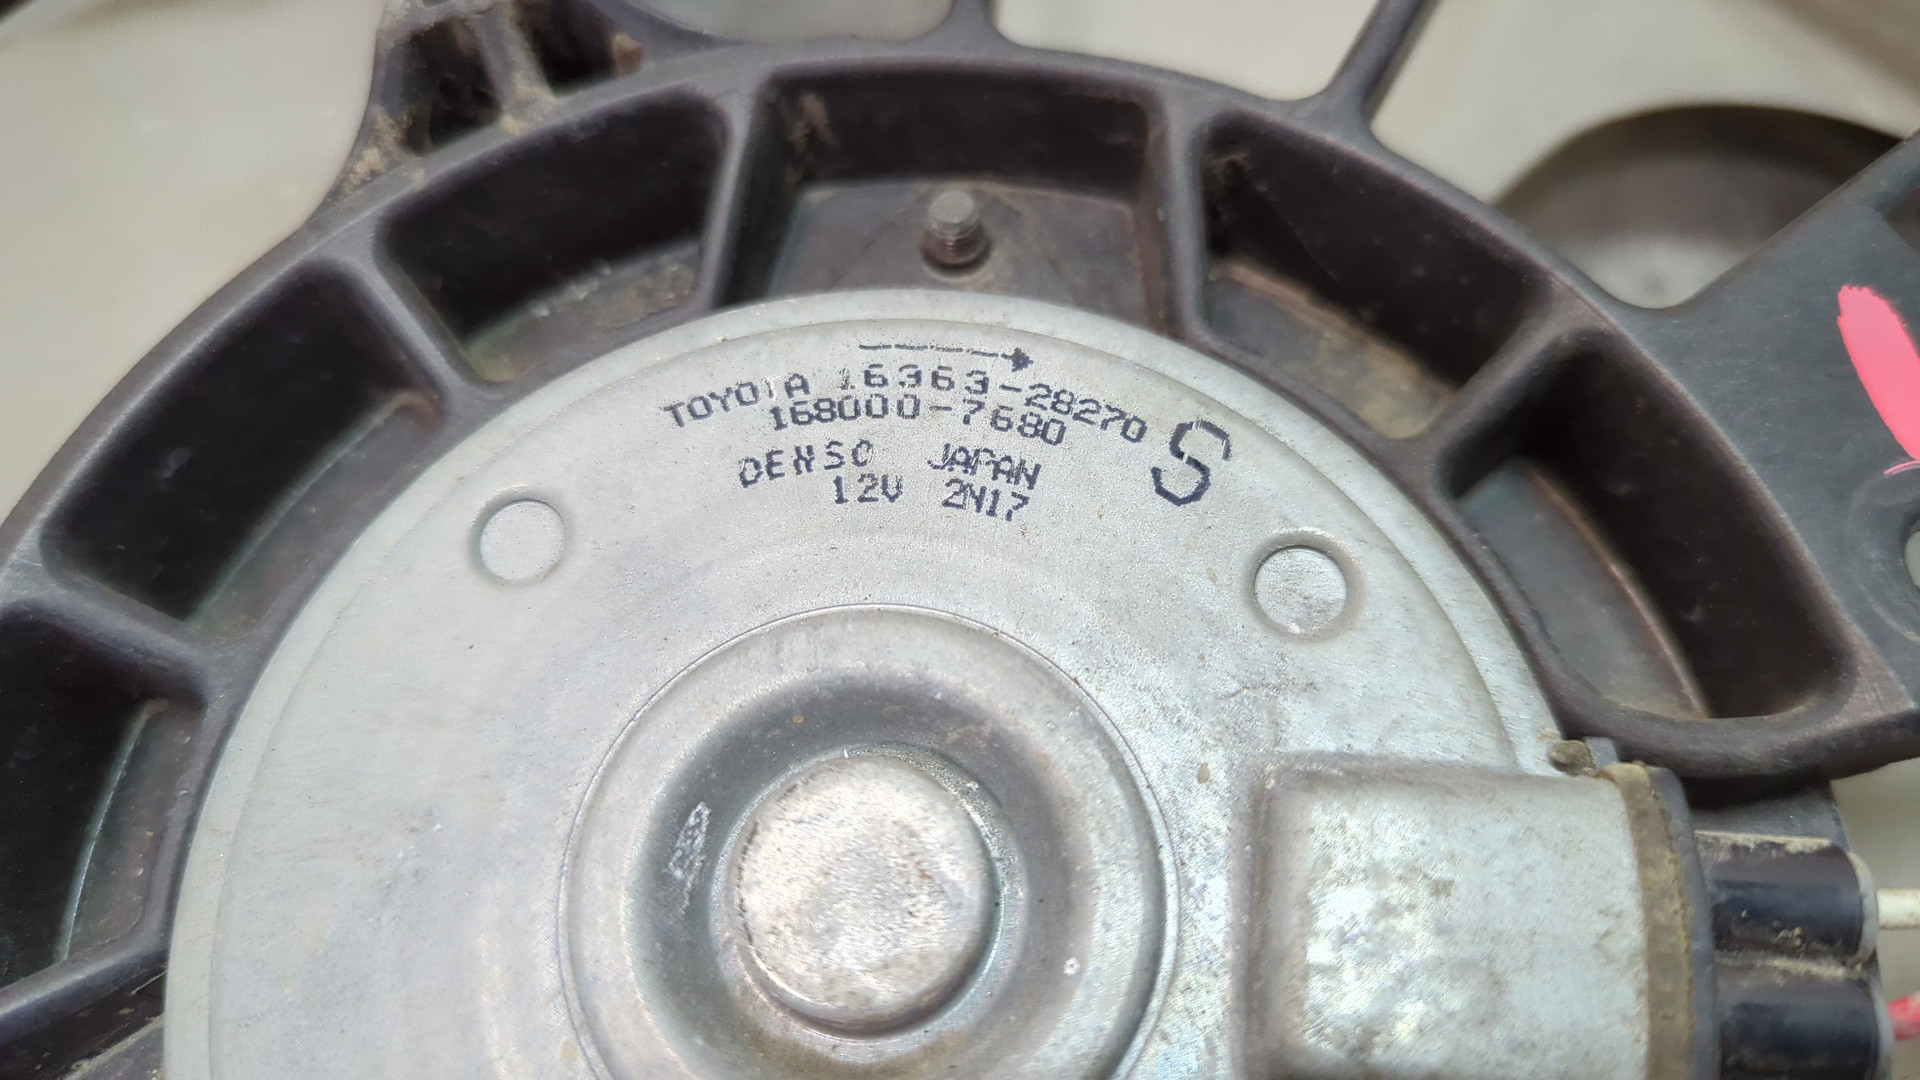 TOYOTA 16363-28270 S
168000-7680
DENSO JAPAN
12V 2N17